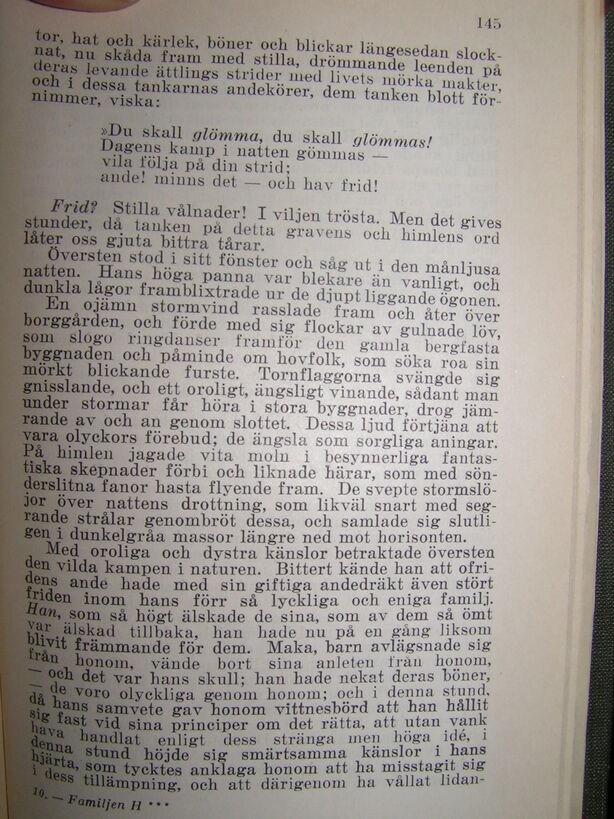 145
tor, hat och kärlek, böner och blickar längesedan slock-
nat, nu skåda fram med stilla, drömmande leenden på
deras levande ättlings strider med livets mörka makter,
och i dessa tankarnas andekörer, dem tanken blott för-
nimmer, viska:
»Du skall glömma, du skall glömmas!
Dagens kamp i natten gömmas —
vila följa på din strid;
ande! minns det — och hav frid!
Frid? Stilla vålnader! I viljen trösta. Men det gives
stunder, då tanken på detta gravens och himlens ord
låter oss gjuta bittra tårar.
Översten stod i sitt fönster och såg ut i den månljusa
natten. Hans höga panna var blekare än vanligt, och
dunkla lågor framblixtrade ur de djupt liggande ögonen.
En ojämn stormvind rasslade fram och åter över
borggården, och förde med sig flockar av gulnade löv,
som slogo ringdanser framför den gamla bergfasta
byggnaden och påminde om hovfolk, som söka roa sin
mörkt blickande furste. Tornflaggorna svängde sig
gnisslande, och ett oroligt, ängsligt vinande, sådant man
under stormar får höra i stora byggnader, drog jäm-
rande av och an genom slottet. Dessa ljud förtjäna att
vara olyckors förebud; de ängsla som sorgliga aningar.
På himlen jagade vita moln i besynnerliga fantas-
tiska skepnader förbi och liknade härar, som med sön-
derslitna fanor hasta flyende fram. De svepte stormslö-
jor över nattens drottning, som likväl snart med seg-
rande strålar genombröt dessa, och samlade sig slutli-
gen i dunkelgråa massor längre ned mot horisonten.
Med oroliga och dystra känslor betraktade översten
den vilda kampen i naturen. Bittert kände han att ofri-
dens ande hade med sin giftiga andedräkt även stört
friden inom hans förr så lyckliga och eniga familj.
Han, som så högt älskade de sina, som av dem så ömt
var älskad tillbaka, han hade nu på en gång liksom
blivit främmande för dem. Maka, barn avlägsnade sig
från honom, vände bort sina anleten från honom,
— och det var hans skull; han hade nekat deras böner,
— de voro olyckliga genom honom; och i denna stund,
då hans samvete gav honom vittnesbörd att han hållit
sig fast vid sina principer om det rätta, att utan vank
hava handlat enligt dess stränga men höga idé, i
denna stund höjde sig smärtsamma känslor i hans
hjärta, som tycktes anklaga honom att ha misstagit sig
i dess tillämpning, och att därigenom ha vållat lidan-
10. — Familjen H ***